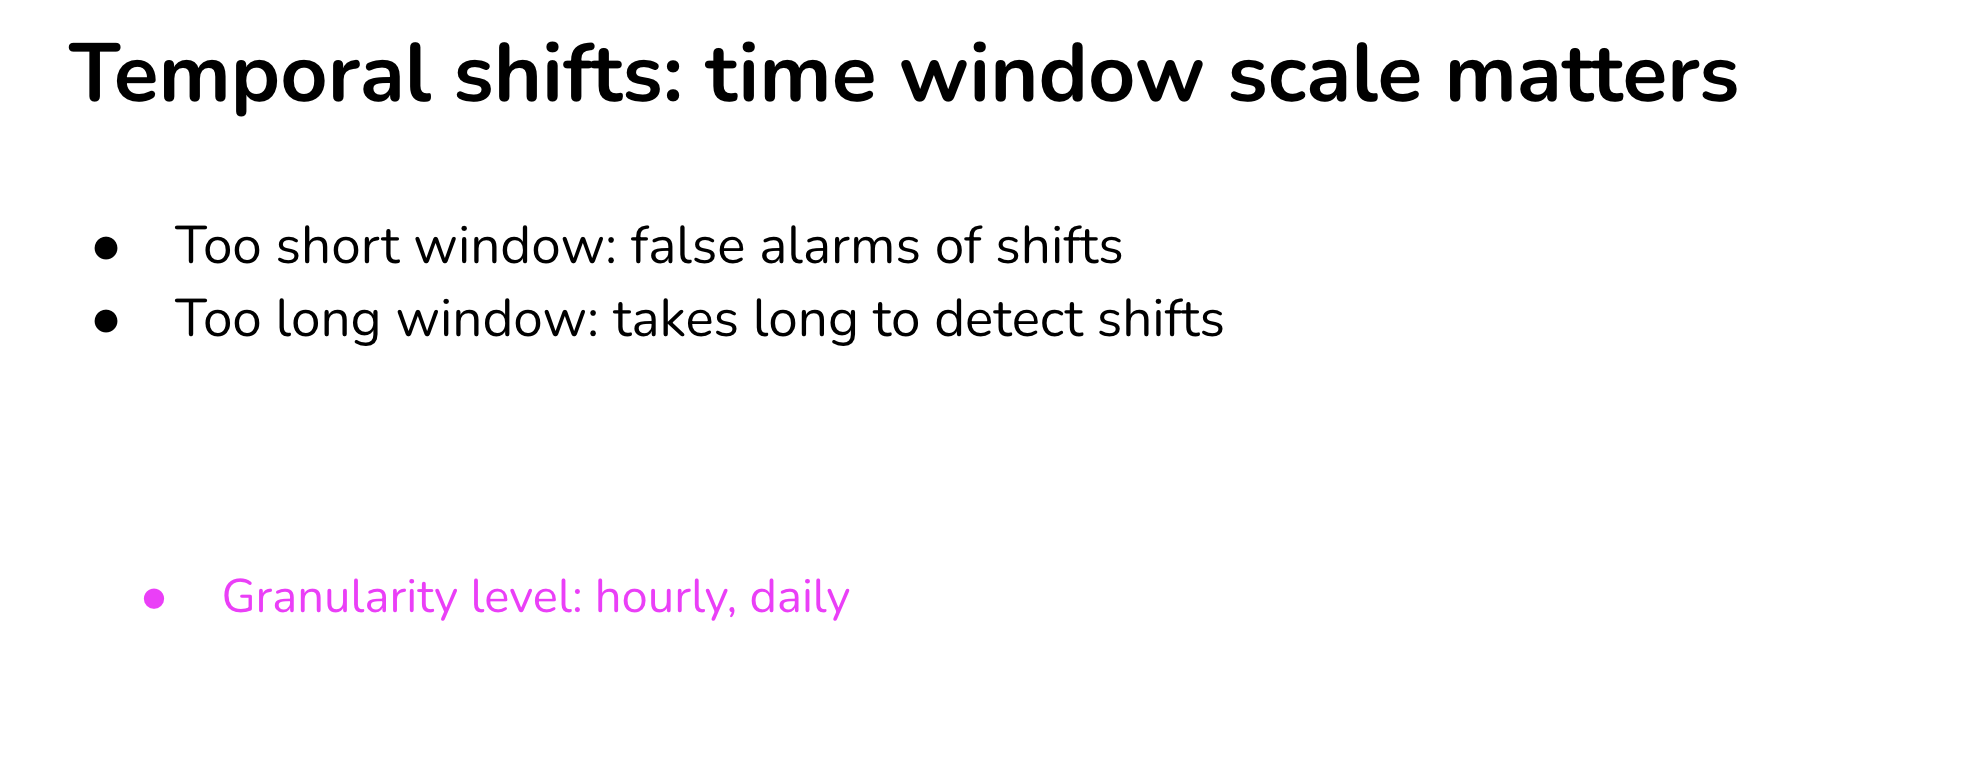 Temporal shifts: time window scale matters
● Too short window: false alarms of shifts
● Too long window: takes long to detect shifts
● Granularity level: hourly, daily